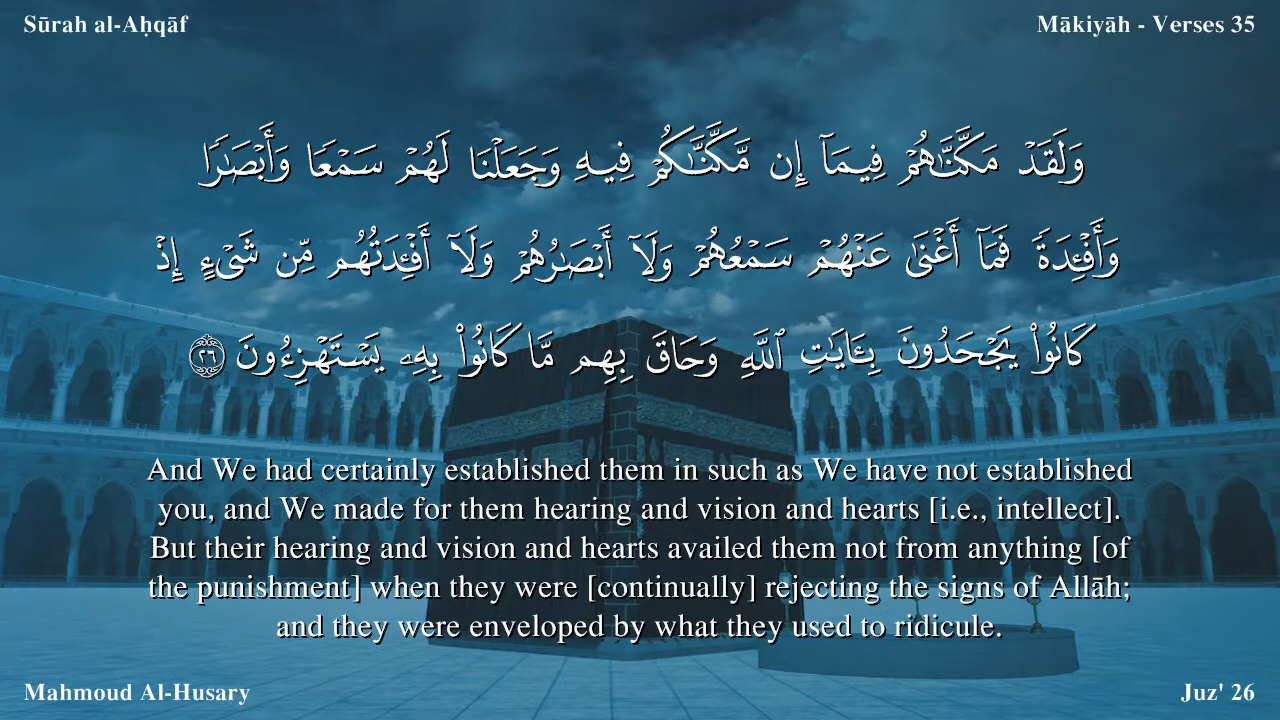 Sūrah al-Aḥqāf
Mākiyāh - Verses 35
وَلَقَدْ مَكَّنَّٰهُمْ فِيمَآ إِن مَّكَّنَّٰكُمْ فِيهِ وَجَعَلْنَا لَهُمْ سَمْعًا وَأَبْصَٰرًا
وَأَفْـِٔدَةً فَمَآ أَغْنَىٰ عَنْهُمْ سَمْعُهُمْ وَلَآ أَبْصَٰرُهُمْ وَلَآ أَفْـِٔدَتُهُم مِّن شَىْءٍ إِذْ
كَانُوا۟ يَجْحَدُونَ بِـَٔايَٰتِ ٱللَّهِ وَحَاقَ بِهِم مَّا كَانُوا۟ بِهِۦ يَسْتَهْزِءُونَ ٢٦
And We had certainly established them in such as We have not established
you, and We made for them hearing and vision and hearts [i.e., intellect].
But their hearing and vision and hearts availed them not from anything [of
the punishment] when they were [continually] rejecting the signs of Allāh;
and they were enveloped by what they used to ridicule.
Mahmoud Al-Husary
Juz' 26